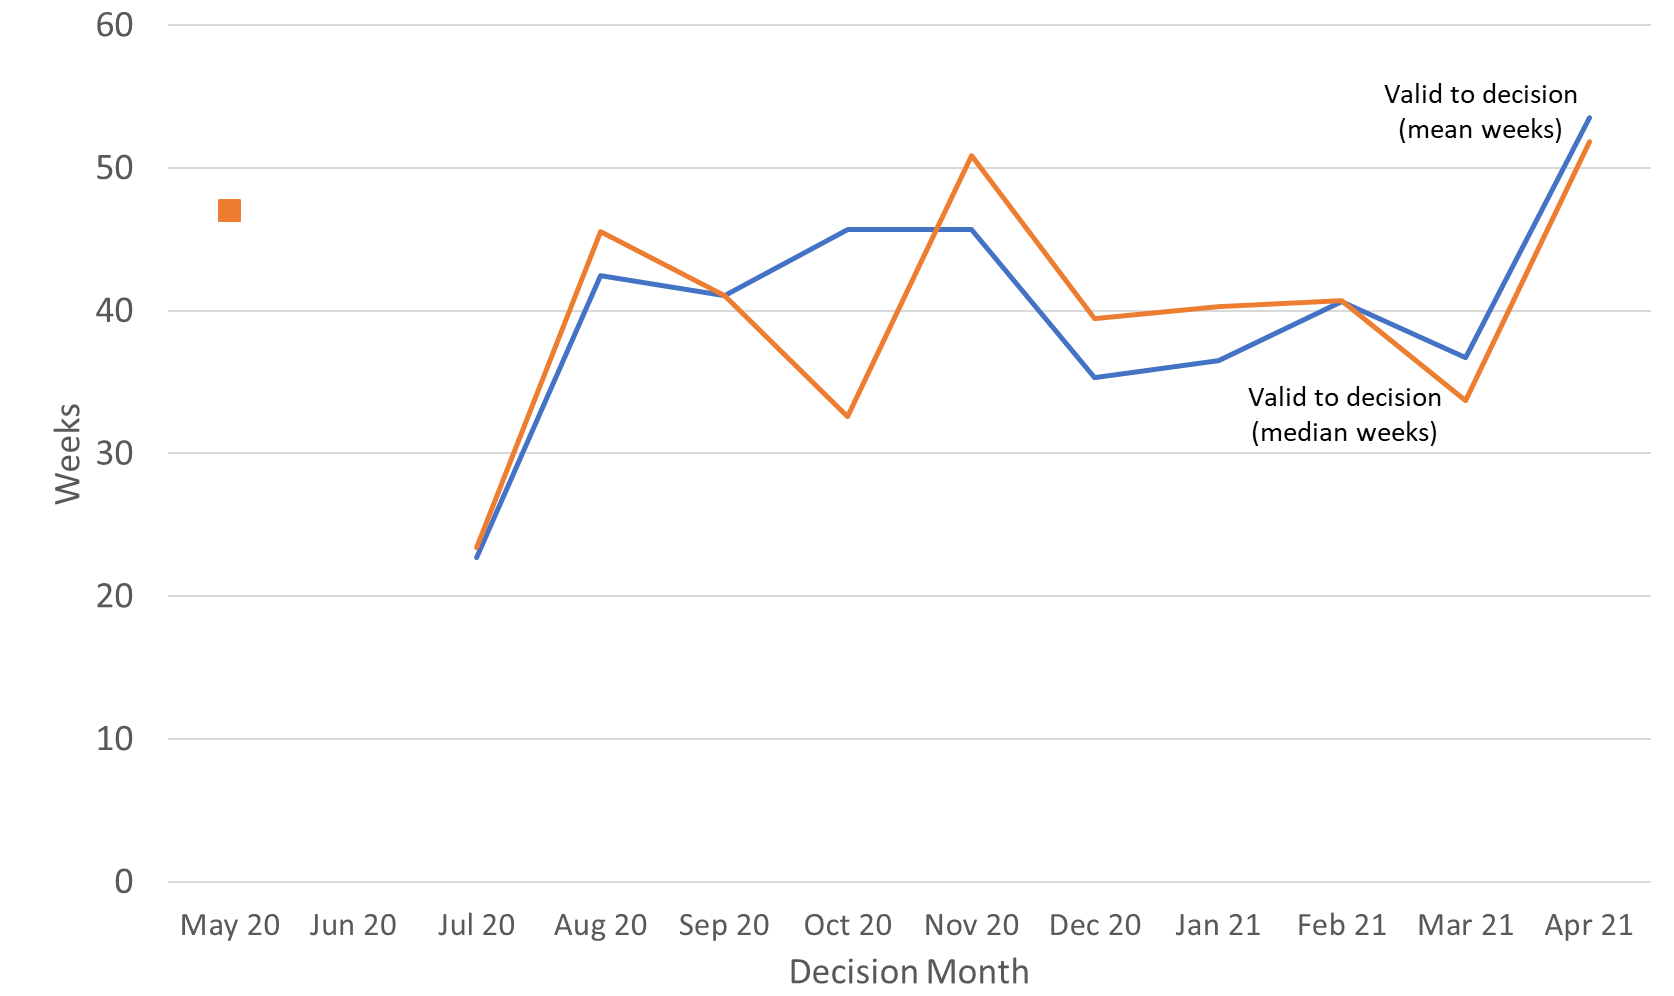 60
50
40
30
20
10
0
Weeks
Valid to decision
(mean weeks)
Valid to decision
(median weeks)
May 20 Jun 20 Jul 20 Aug 20 Sep 20 Oct 20 Nov 20 Dec 20 Jan 21 Feb 21 Mar 21 Apr 21
Decision Month